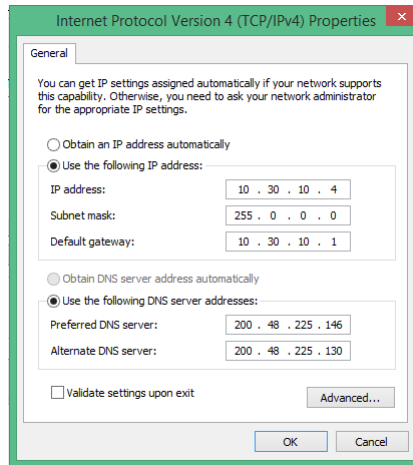 Internet Protocol Version 4 (TCP/IPv4) Properties
General
You can get IP settings assigned automatically if your network supports
this capability. Otherwise, you need to ask your network administrator
for the appropriate IP settings.
Obtain an IP address automatically
Use the following IP address:
IP address: 10 . 30 . 10 . 4
Subnet mask: 255 . 0 . 0 . 0
Default gateway: 10 . 30 . 10 . 1
Obtain DNS server address automatically
Use the following DNS server addresses:
Preferred DNS server: 200 . 48 . 225 . 146
Alternate DNS server: 200 . 48 . 225 . 130
Validate settings upon exit
Advanced...
OK Cancel